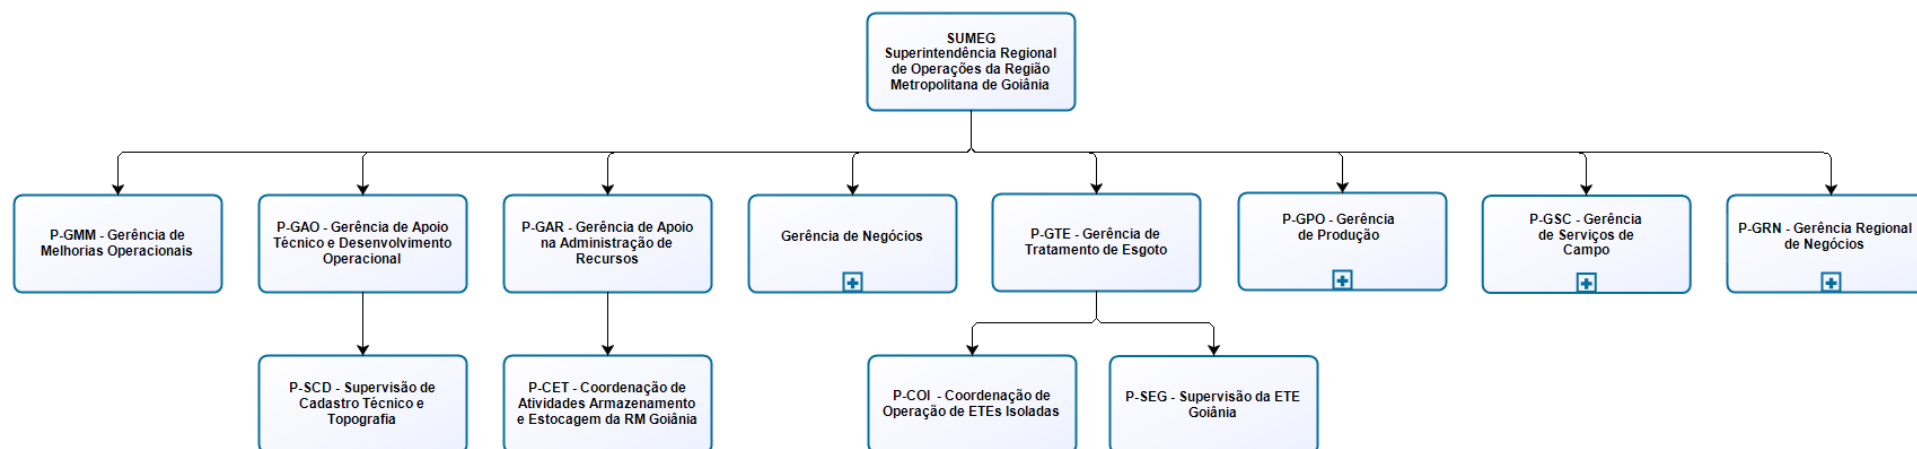 SUMEG
Superintendência Regional
de Operações da Região
Metropolitana de Goiânia
P-GMM - Gerência de
Melhorias Operacionais
P-GAO - Gerência de Apoio
Técnico e Desenvolvimento
Operacional
P-GAR - Gerência de Apoio
na Administração de
Recursos
Gerência de Negócios
P-GTE - Gerência de
Tratamento de Esgoto
P-GPO - Gerência
de Produção
P-GSC - Gerência
de Serviços de
Campo
P-GRN - Gerência Regional
de Negócios
P-SCD - Supervisão de
Cadastro Técnico e
Topografia
P-CET - Coordenação de
Atividades Armazenamento
e Estocagem da RM Goiânia
P-COI - Coordenação de
Operação de ETEs Isoladas
P-SEG - Supervisão da ETE
Goiânia